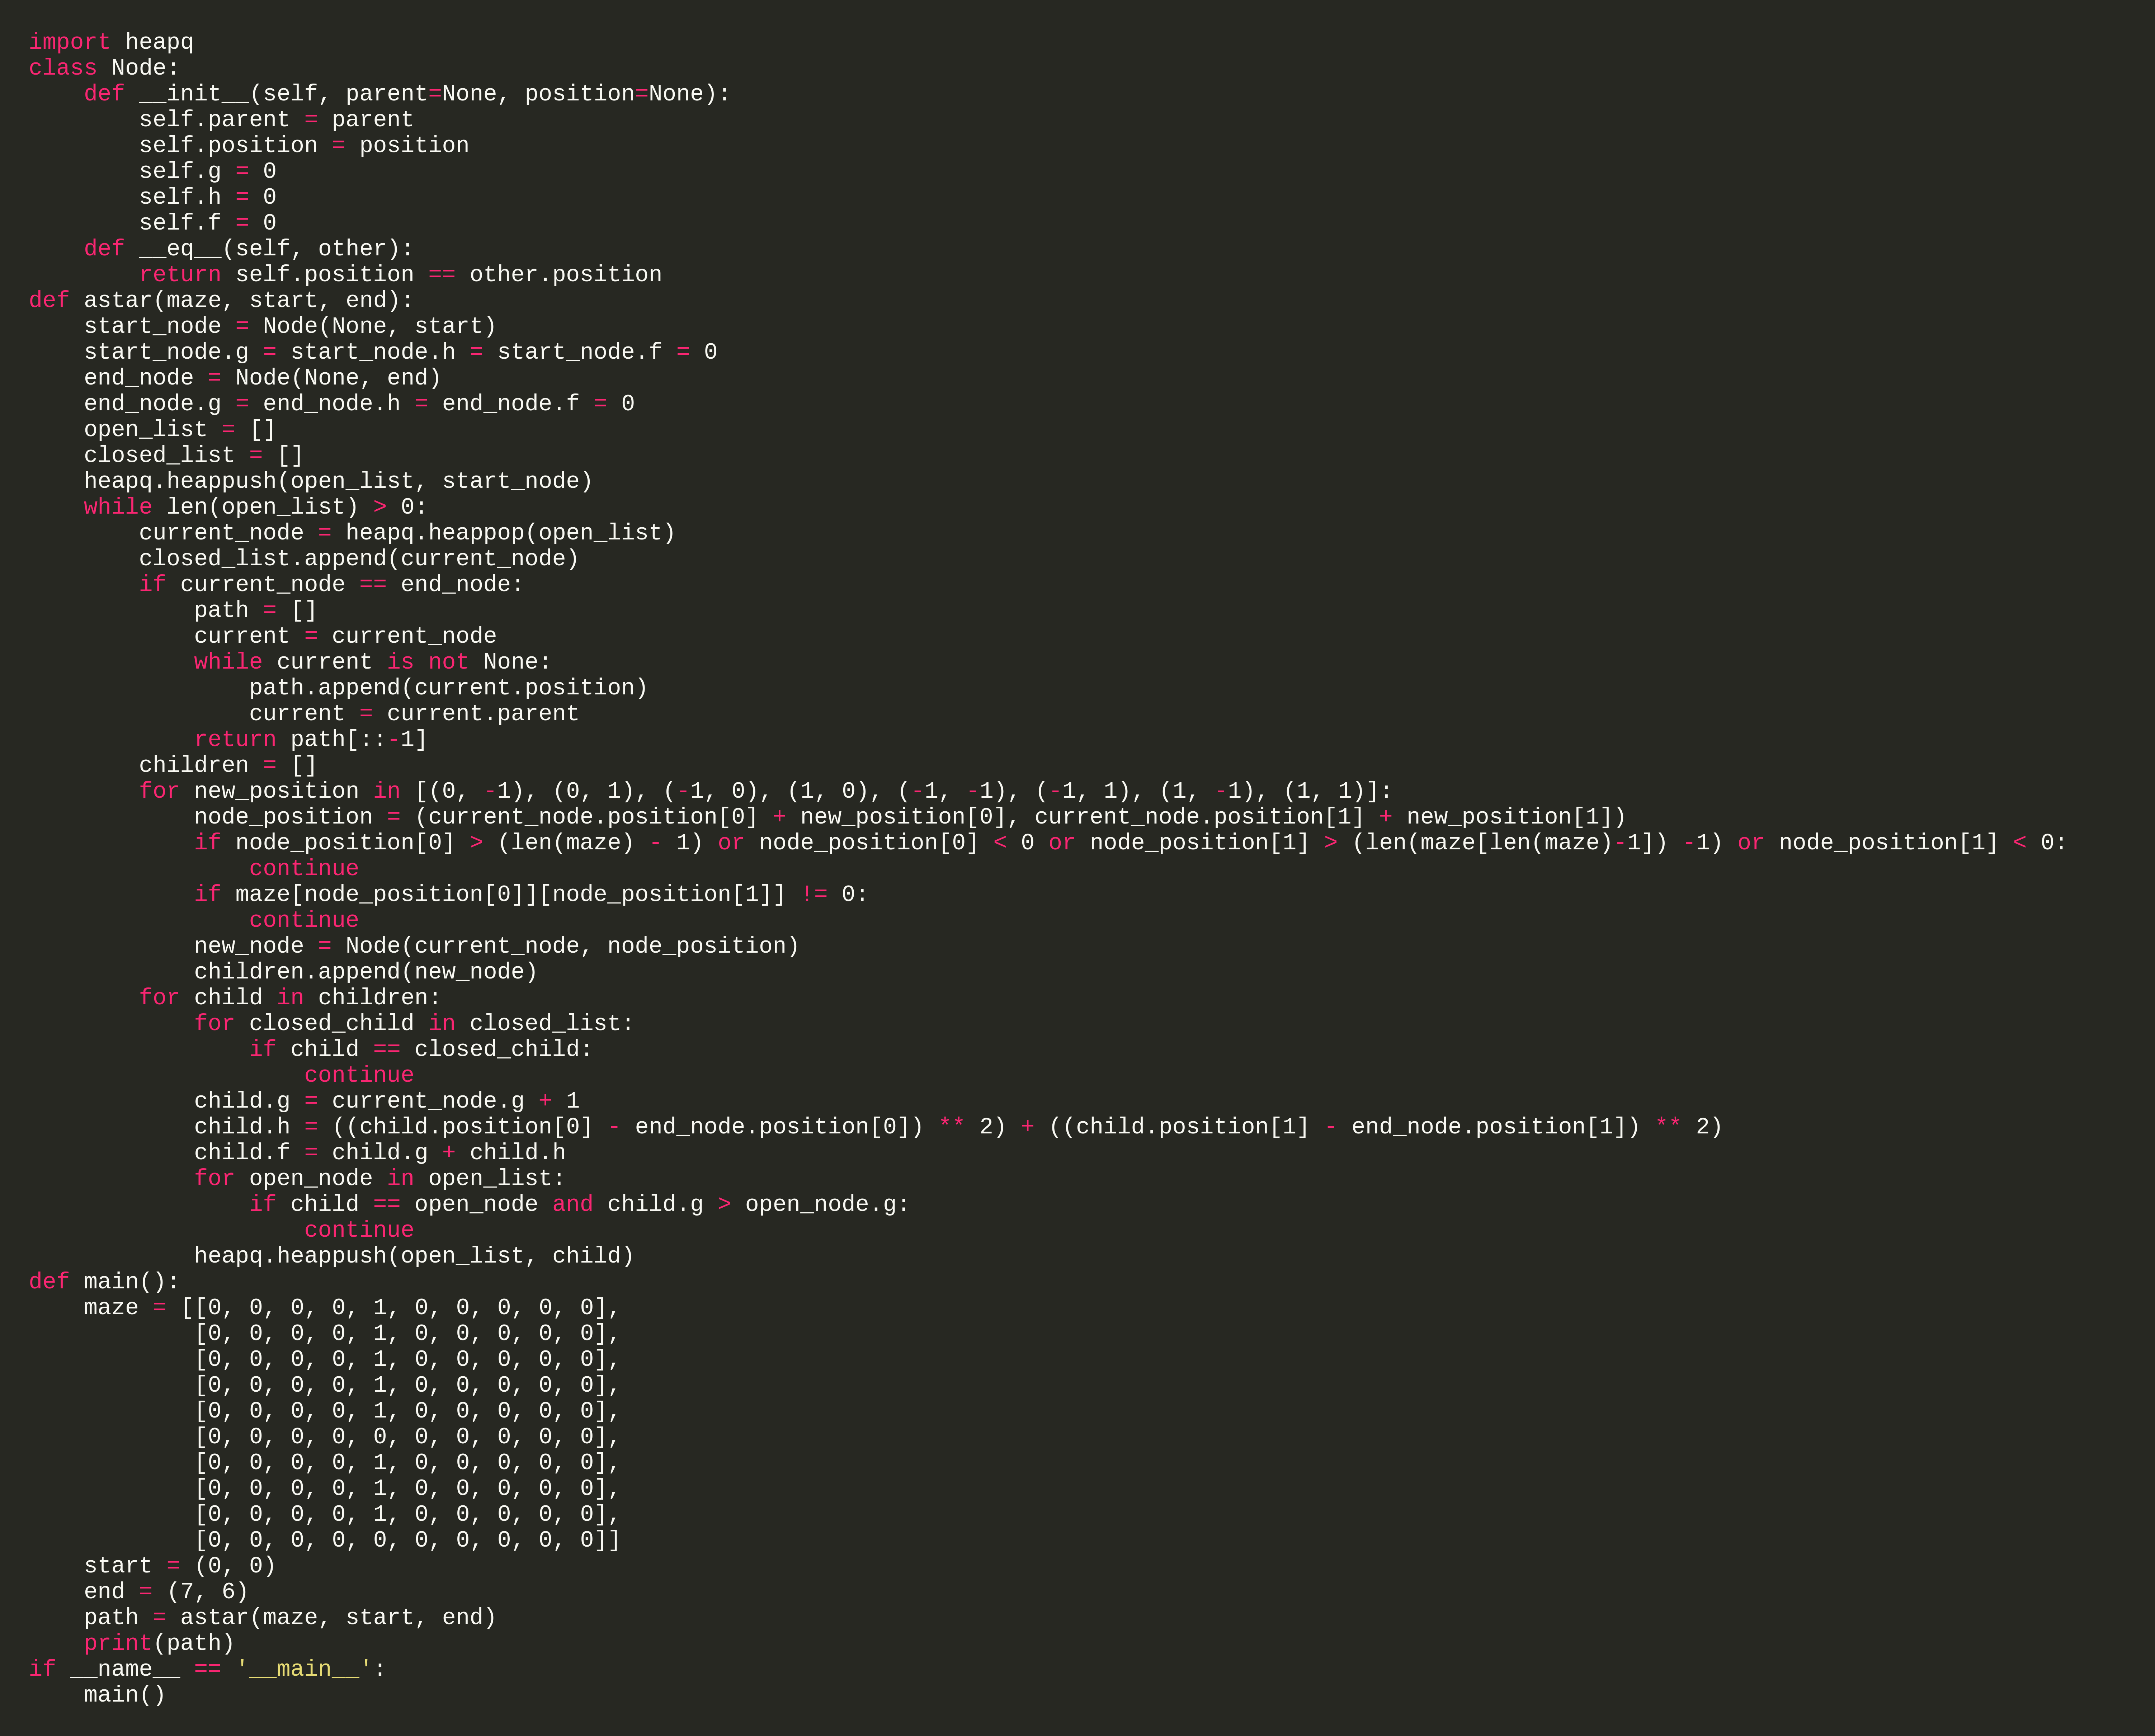 import heapq
class Node:
    def __init__(self, parent=None, position=None):
        self.parent = parent
        self.position = position
        self.g = 0
        self.h = 0
        self.f = 0
    def __eq__(self, other):
        return self.position == other.position
def astar(maze, start, end):
    start_node = Node(None, start)
    start_node.g = start_node.h = start_node.f = 0
    end_node = Node(None, end)
    end_node.g = end_node.h = end_node.f = 0
    open_list = []
    closed_list = []
    heapq.heappush(open_list, start_node)
    while len(open_list) > 0:
        current_node = heapq.heappop(open_list)
        closed_list.append(current_node)
        if current_node == end_node:
            path = []
            current = current_node
            while current is not None:
                path.append(current.position)
                current = current.parent
            return path[::-1]
        children = []
        for new_position in [(0, -1), (0, 1), (-1, 0), (1, 0), (-1, -1), (-1, 1), (1, -1), (1, 1)]:
            node_position = (current_node.position[0] + new_position[0], current_node.position[1] + new_position[1])
            if node_position[0] > (len(maze) - 1) or node_position[0] < 0 or node_position[1] > (len(maze[len(maze)-1]) -1) or node_position[1] < 0:
                continue
            if maze[node_position[0]][node_position[1]] != 0:
                continue
            new_node = Node(current_node, node_position)
            children.append(new_node)
        for child in children:
            for closed_child in closed_list:
                if child == closed_child:
                    continue
            child.g = current_node.g + 1
            child.h = ((child.position[0] - end_node.position[0]) ** 2) + ((child.position[1] - end_node.position[1]) ** 2)
            child.f = child.g + child.h
            for open_node in open_list:
                if child == open_node and child.g > open_node.g:
                    continue
            heapq.heappush(open_list, child)
def main():
    maze = [[0, 0, 0, 0, 1, 0, 0, 0, 0, 0],
            [0, 0, 0, 0, 1, 0, 0, 0, 0, 0],
            [0, 0, 0, 0, 1, 0, 0, 0, 0, 0],
            [0, 0, 0, 0, 1, 0, 0, 0, 0, 0],
            [0, 0, 0, 0, 1, 0, 0, 0, 0, 0],
            [0, 0, 0, 0, 0, 0, 0, 0, 0, 0],
            [0, 0, 0, 0, 1, 0, 0, 0, 0, 0],
            [0, 0, 0, 0, 1, 0, 0, 0, 0, 0],
            [0, 0, 0, 0, 1, 0, 0, 0, 0, 0],
            [0, 0, 0, 0, 0, 0, 0, 0, 0, 0]]
    start = (0, 0)
    end = (7, 6)
    path = astar(maze, start, end)
    print(path)
if __name__ == '__main__':
    main()